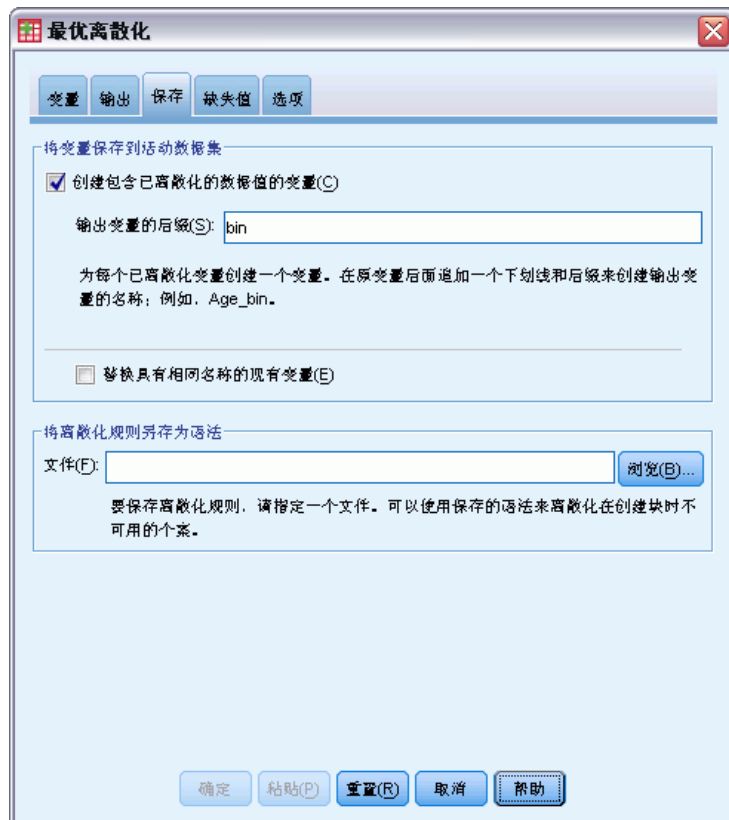 最优离散化
变量 输出 保存 缺失值 选项
将变量保存到活动数据集
创建包含已离散化的数据值的变量(C)
输出变量的后缀(S): bin
为每个已离散化变量创建一个变量。在原变量后面追加一个下划线和后缀来创建输出变
量的名称；例如，Age_bin。
替换具有相同名称的现有变量(E)
将离散化规则另存为语法
文件(F): 浏览(B)...
要保存离散化规则，请指定一个文件。可以使用保存的语法来离散化在创建块时不
可用的个案。
确定 粘贴(P) 重置(R) 取消 帮助